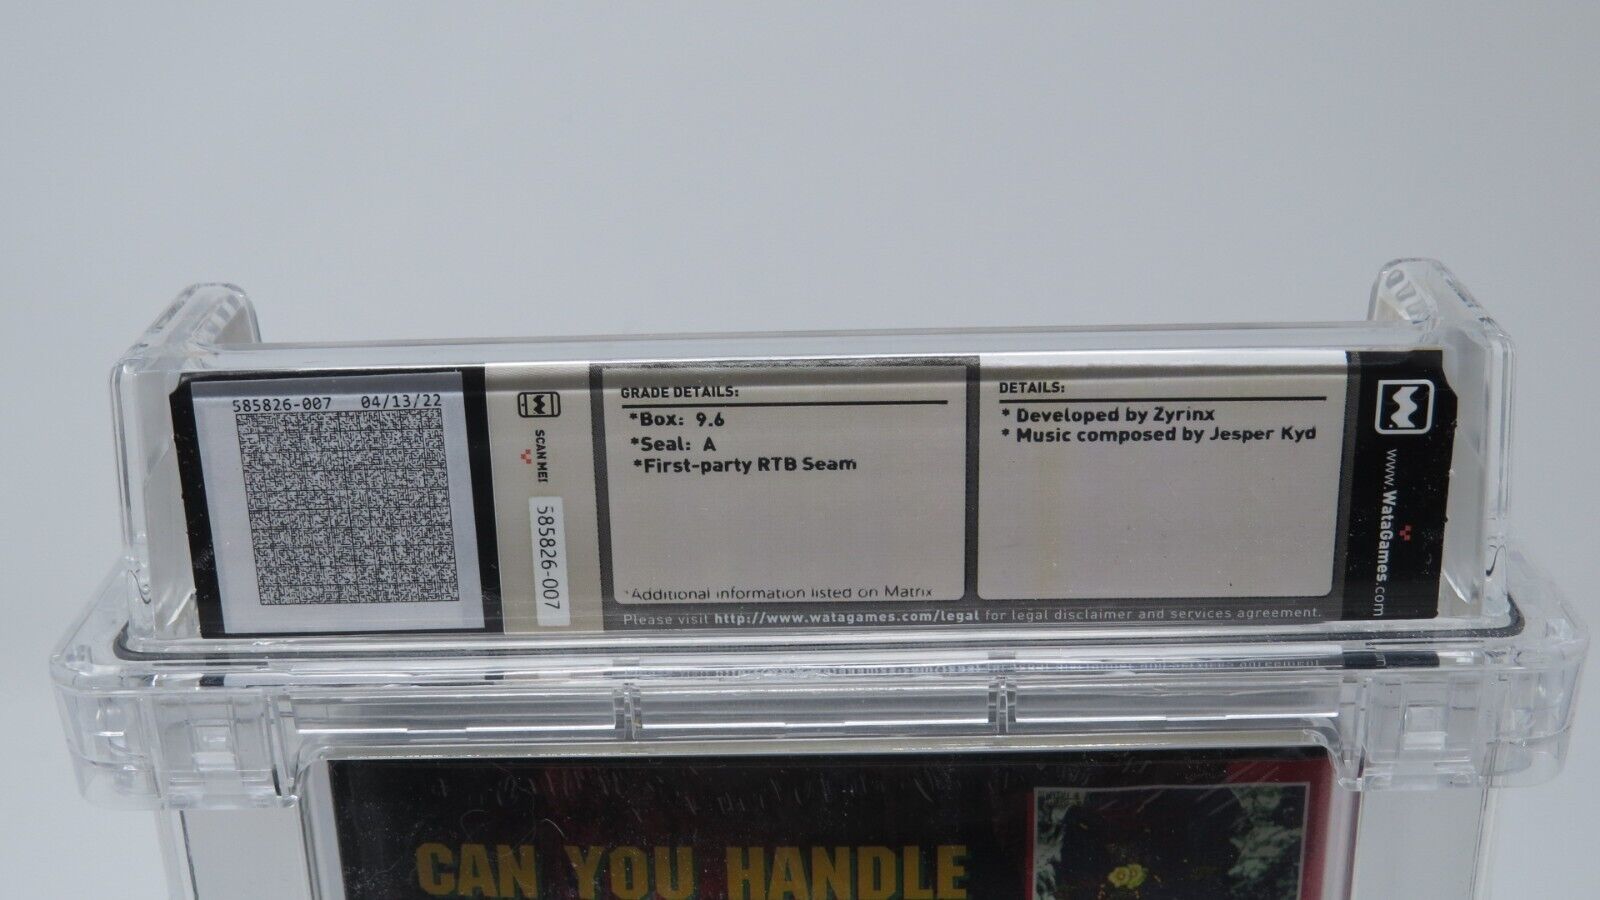 585826-007 04/13/22
SCAN ME!
585826-007
GRADE DETAILS:
*Box: 9.6
*Seal: A
*First-party RTB Seam
*Additional information listed on Matrix
DETAILS:
* Developed by Zyrinx
* Music composed by Jesper Kyd
www.WataGames.com
Please visit http://www.watagames.com/legal for legal disclaimer and services agreement.
CAN YOU HANDLE